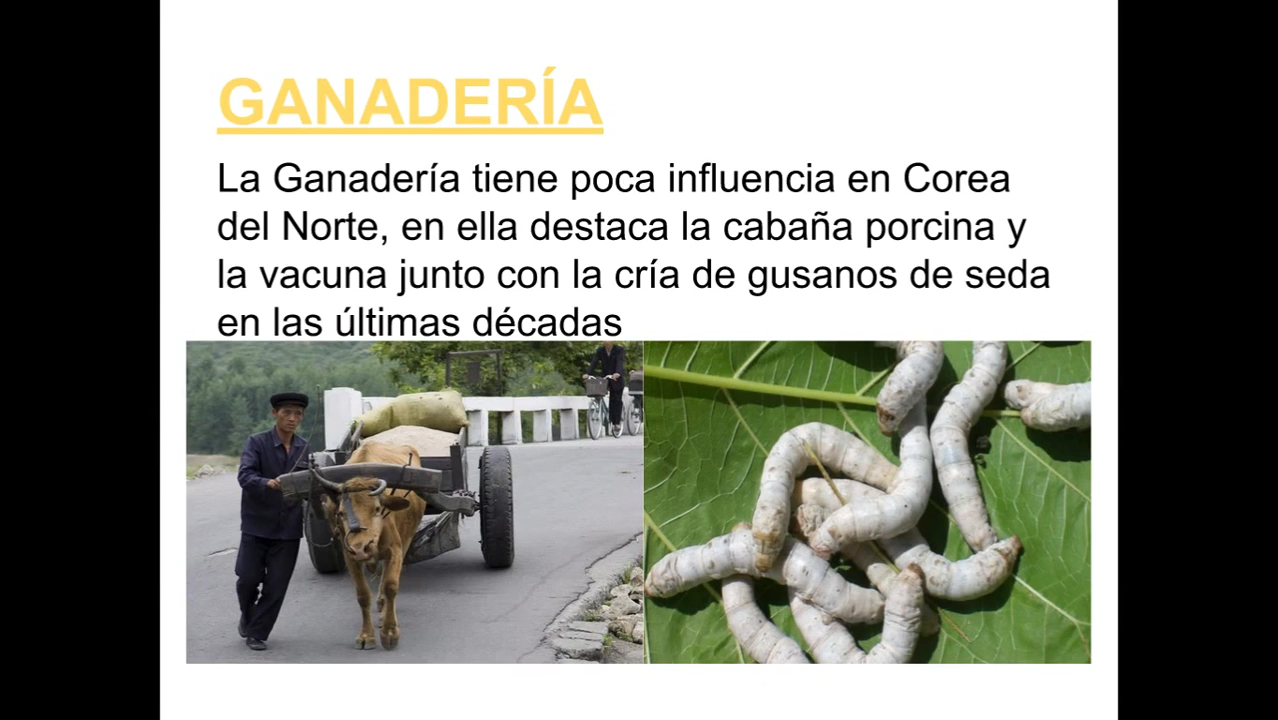 GANADERÍA
La Ganadería tiene poca influencia en Corea
del Norte, en ella destaca la cabaña porcina y
la vacuna junto con la cría de gusanos de seda
en las últimas décadas